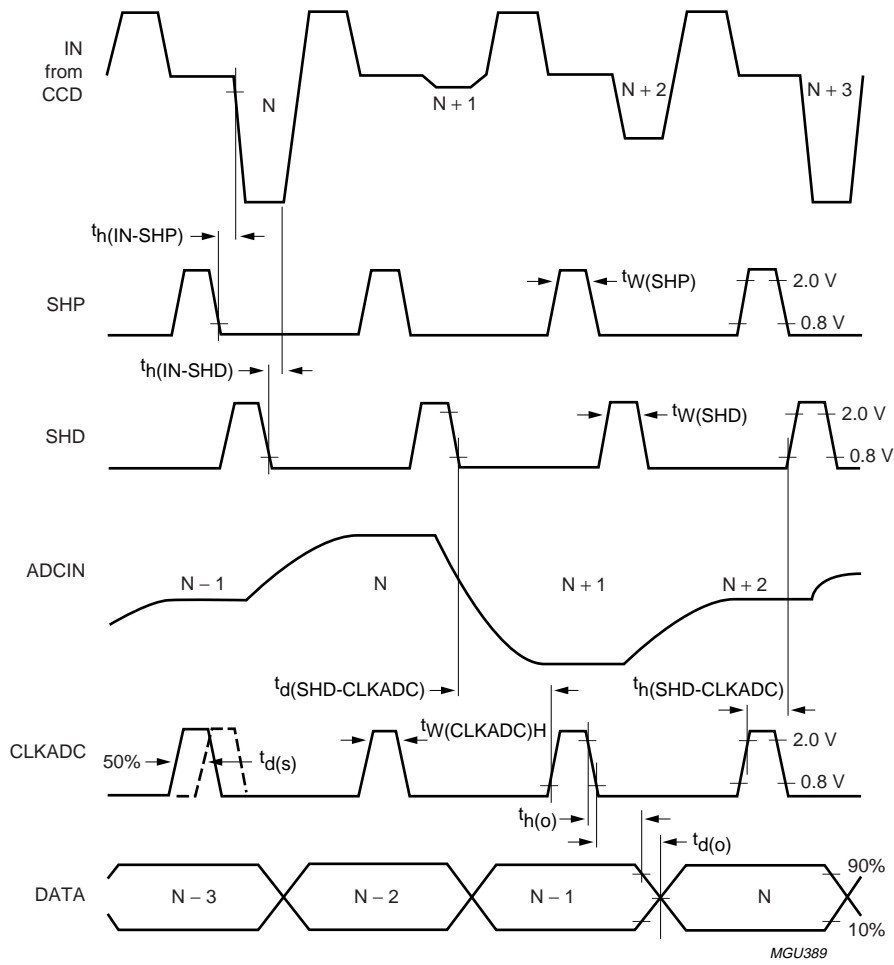 IN
from
CCD
N
N + 1
N + 2
N + 3
th(IN-SHP)
SHP
tW(SHP)
2.0 V
0.8 V
th(IN-SHD)
SHD
tW(SHD)
2.0 V
0.8 V
ADCIN
N − 1
N
N + 1
N + 2
td(SHD-CLKADC)
th(SHD-CLKADC)
CLKADC
50%
td(s)
tW(CLKADC)H
2.0 V
0.8 V
th(o)
td(o)
DATA
N − 3
N − 2
N − 1
N
90%
10%
MGU389